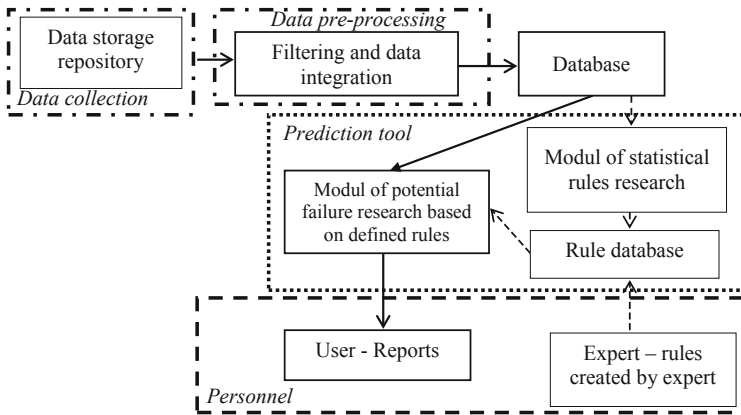 Data pre-processing
Data storage
repository
Data collection
Filtering and data
integration
Database
Prediction tool
Modul of statistical
rules research
Modul of potential
failure research based
on defined rules
Rule database
User - Reports
Expert – rules
created by expert
Personnel